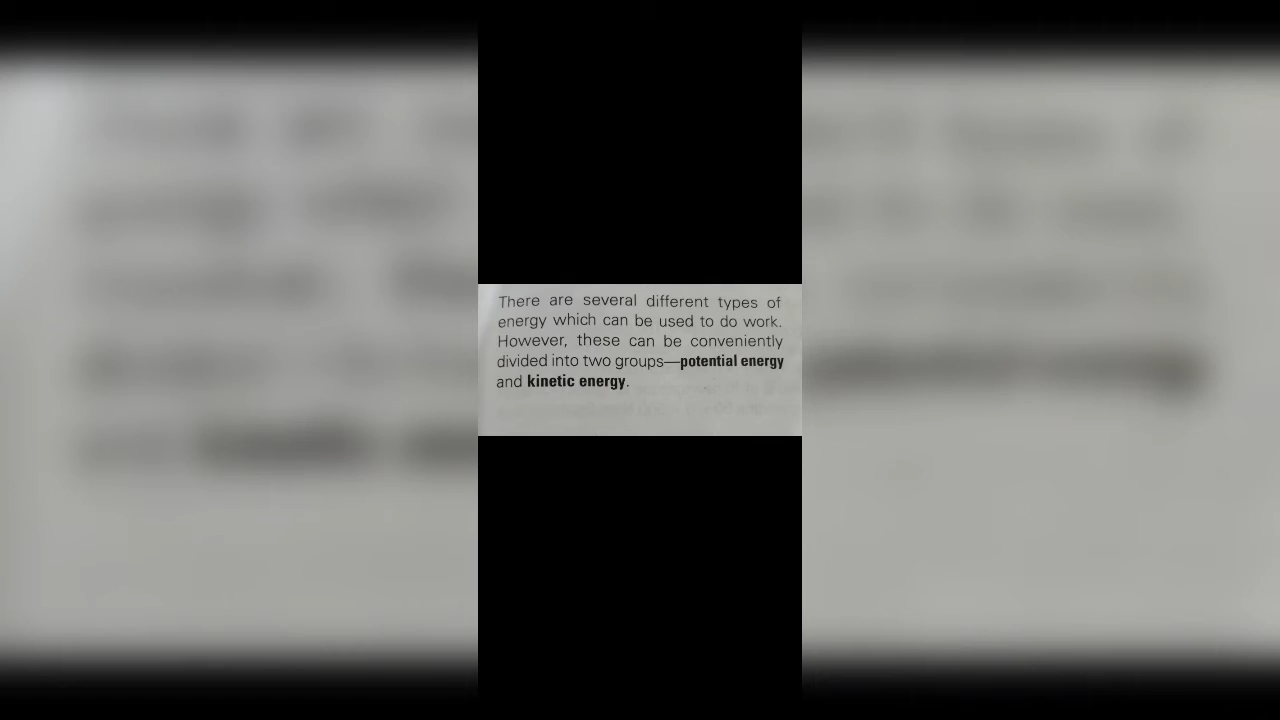 There are several different types of
energy which can be used to do work.
However, these can be conveniently
divided into two groups—potential energy
and kinetic energy.